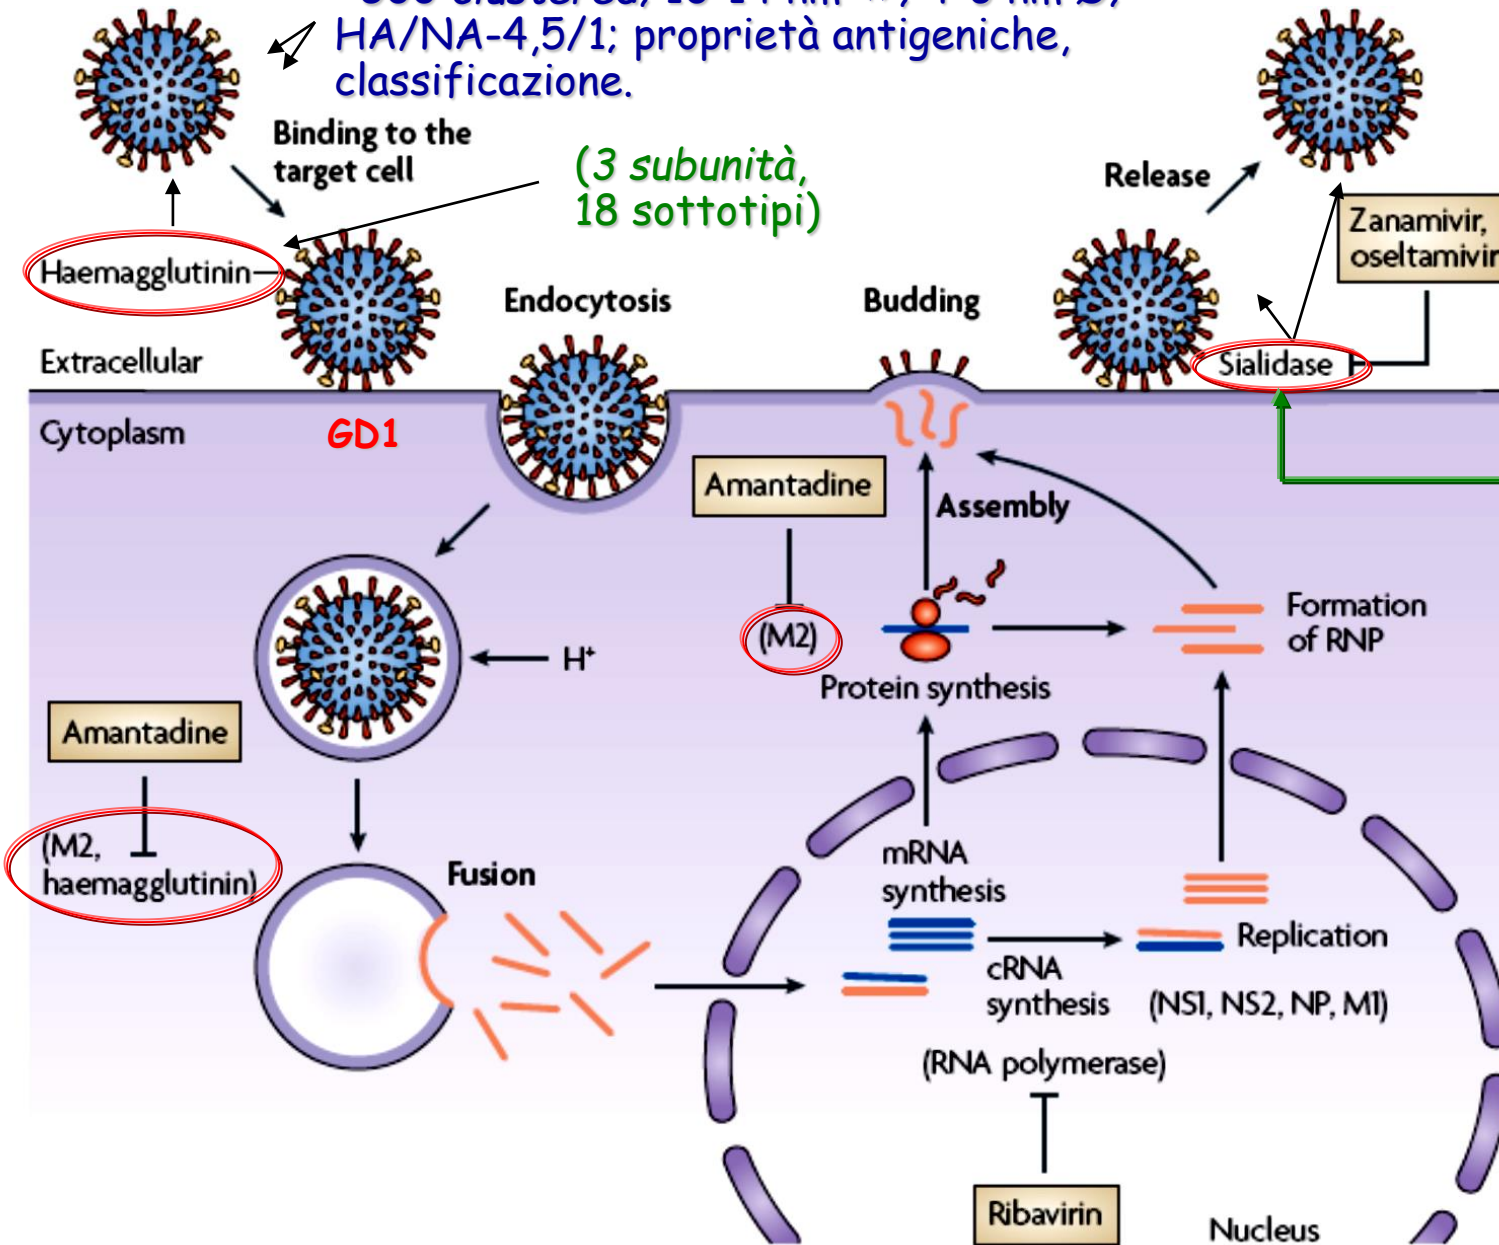 HA/NA-4,5/1; proprietà antigeniche,
classificazione.
Binding to the
target cell
(3 subunità,
18 sottotipi)
Release
Zanamivir,
oseltamivir
Haemagglutinin
Endocytosis
Budding
Extracellular
Sialidase
Cytoplasm
GD1
Amantadine
Assembly
H⁺
(M2)
Formation
of RNP
Protein synthesis
Amantadine
(M2,
haemagglutinin)
Fusion
mRNA
synthesis
Replication
cRNA
synthesis
(NS1, NS2, NP, M1)
(RNA polymerase)
Ribavirin
Nucleus